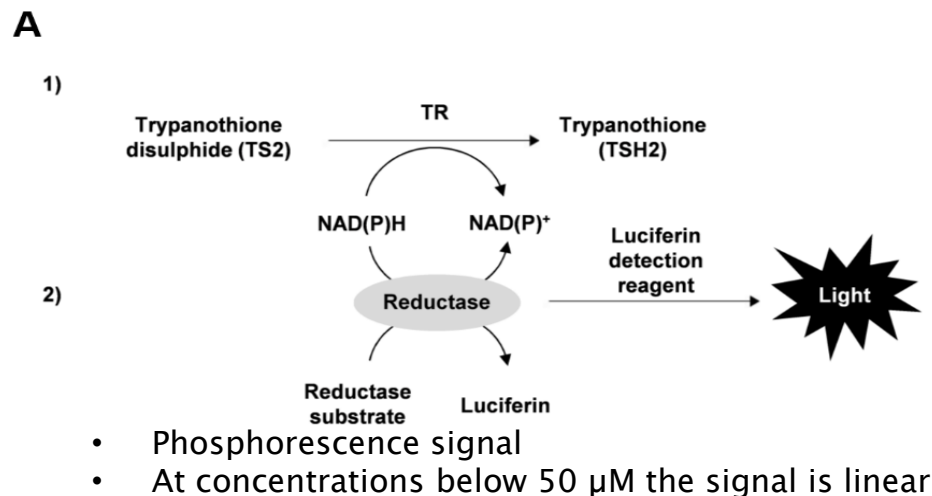 A
1)
TR
Trypanothione
disulphide (TS2)
Trypanothione
(TSH2)
NAD(P)H
NAD(P)⁺
Luciferin
detection
reagent
2)
Reductase
Light
Reductase
substrate
Luciferin
• Phosphorescence signal
• At concentrations below 50 µM the signal is linear